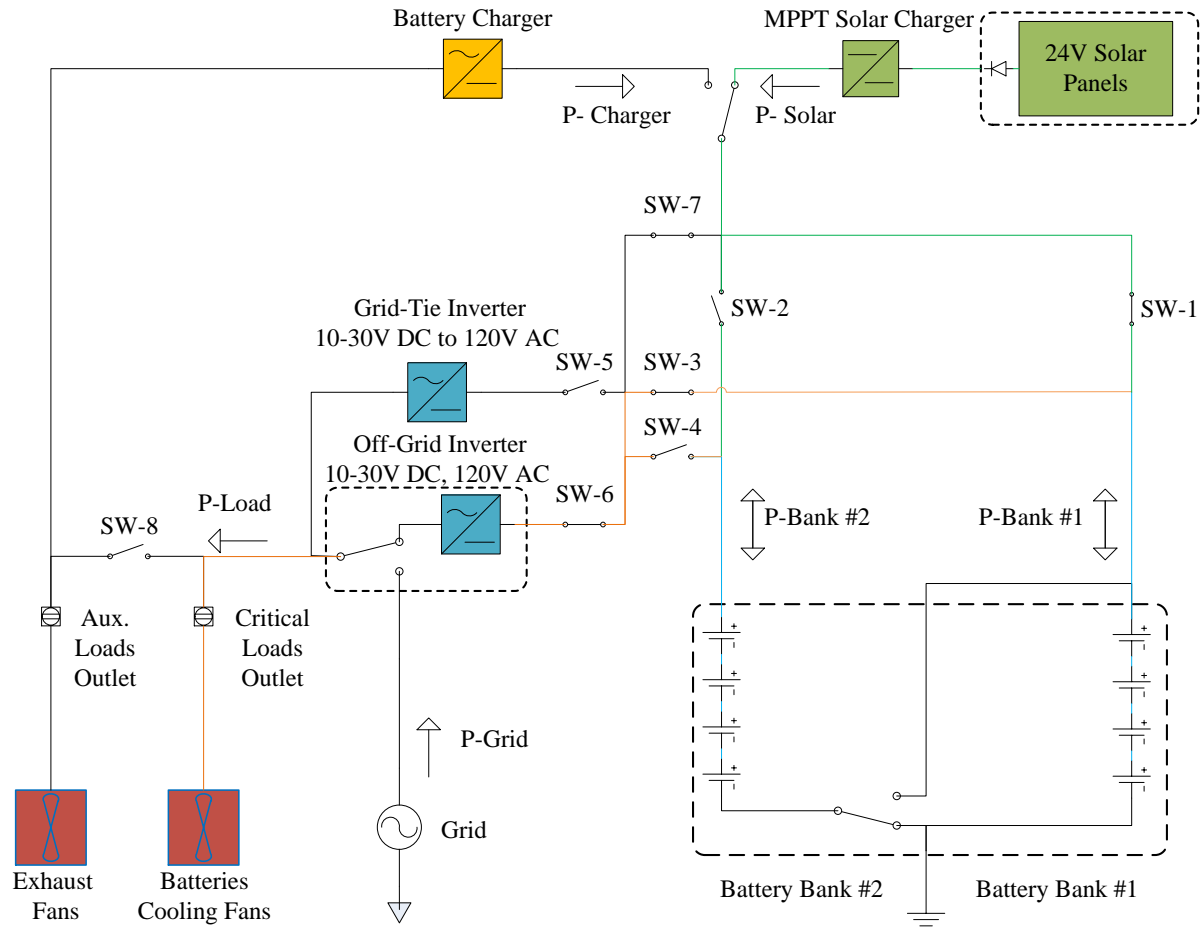 Battery Charger
MPPT Solar Charger
24V Solar
Panels
P- Charger
P- Solar
SW-7
SW-2
SW-1
Grid-Tie Inverter
10-30V DC to 120V AC
SW-5
SW-3
SW-4
Off-Grid Inverter
10-30V DC, 120V AC
SW-6
P-Load
SW-8
P-Bank #2
P-Bank #1
Aux.
Loads
Outlet
Critical
Loads
Outlet
P-Grid
Grid
Exhaust
Fans
Batteries
Cooling Fans
Battery Bank #2
Battery Bank #1